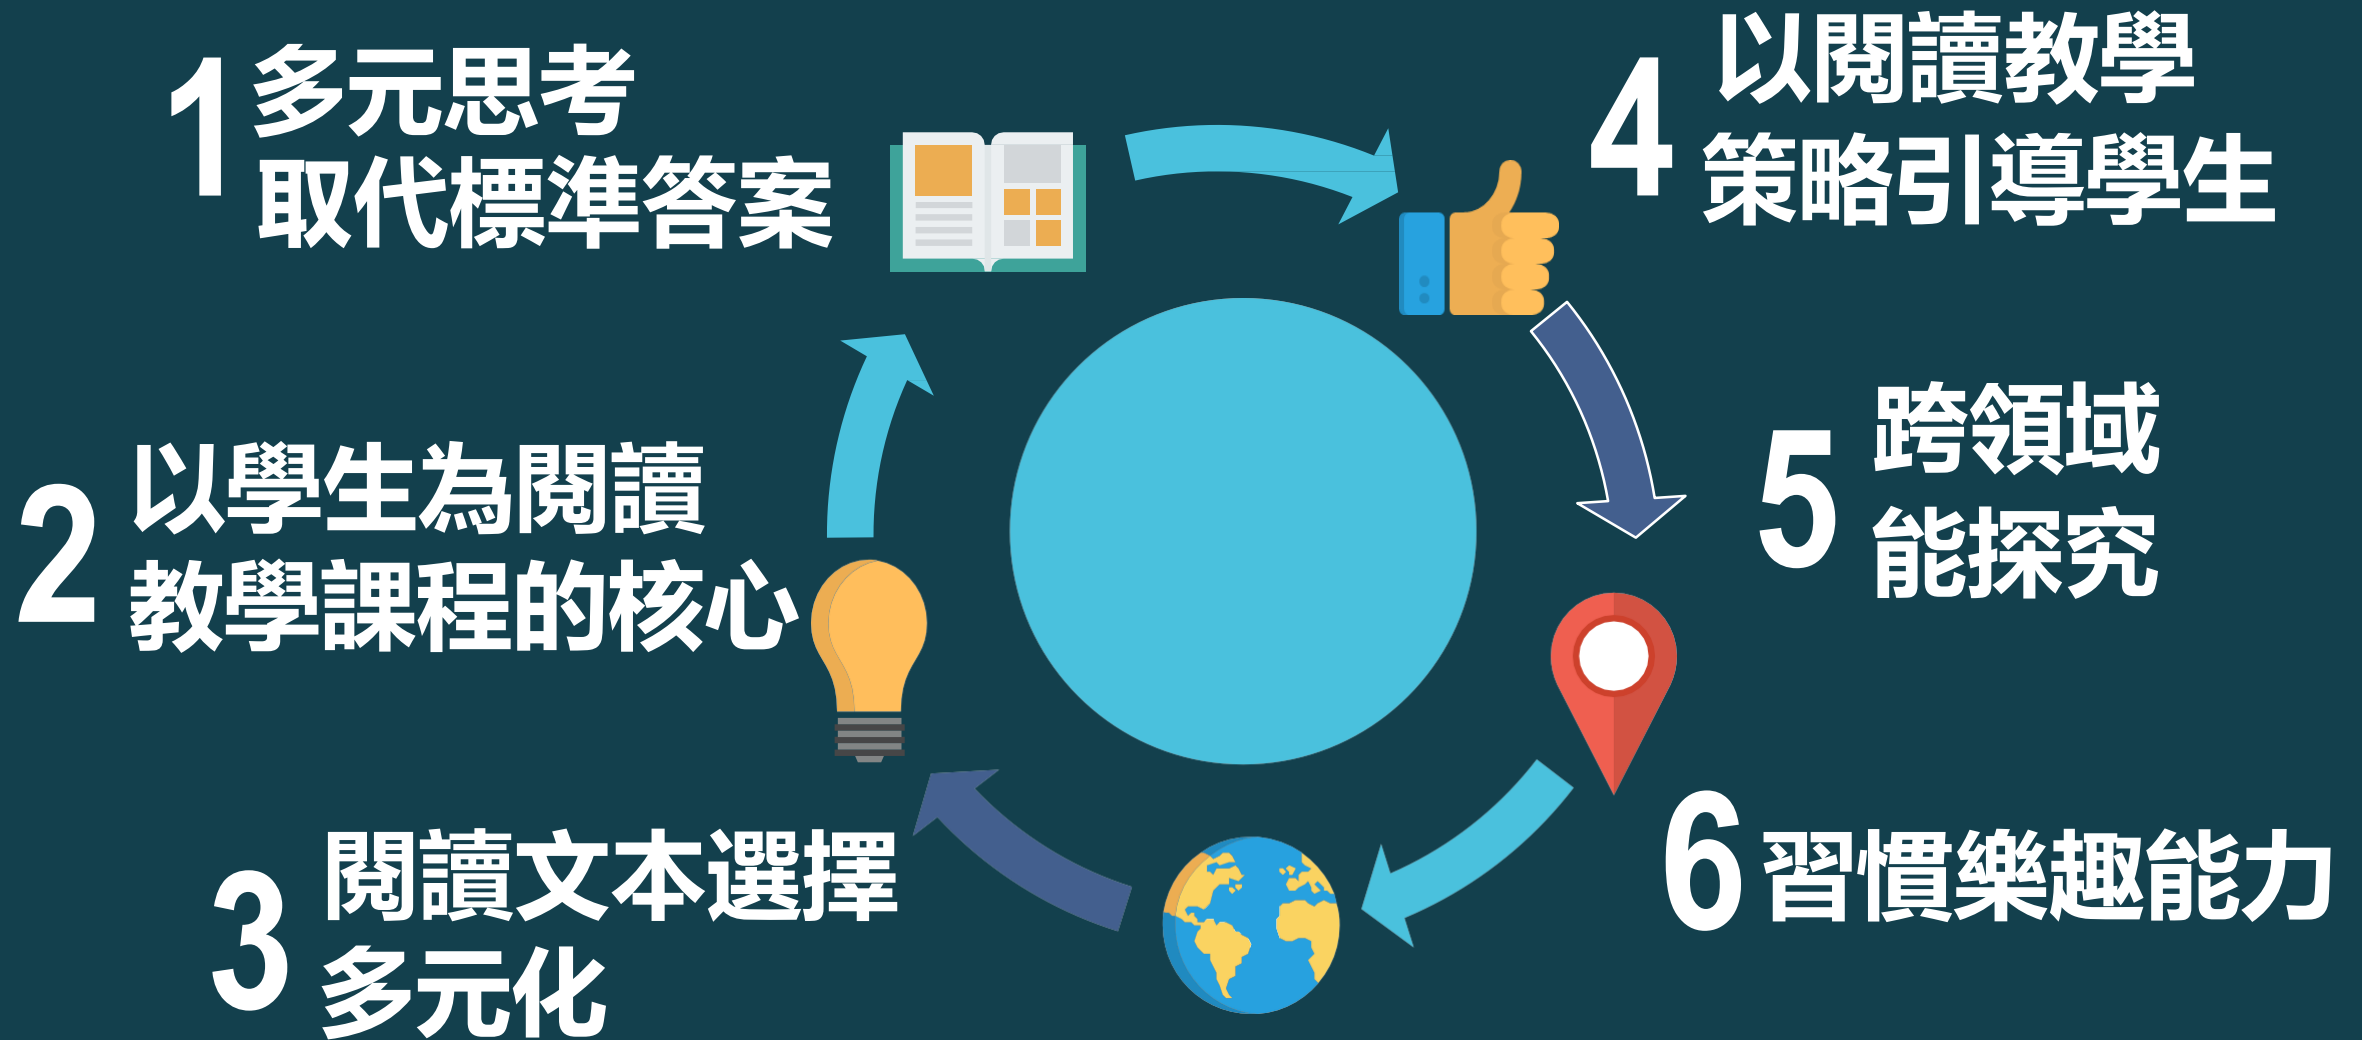 1 多元思考
取代標準答案
2 以學生為閱讀
教學課程的核心
3 閱讀文本選擇
多元化
4 以閱讀教學
策略引導學生
5 跨領域
能探究
6 習慣樂趣能力